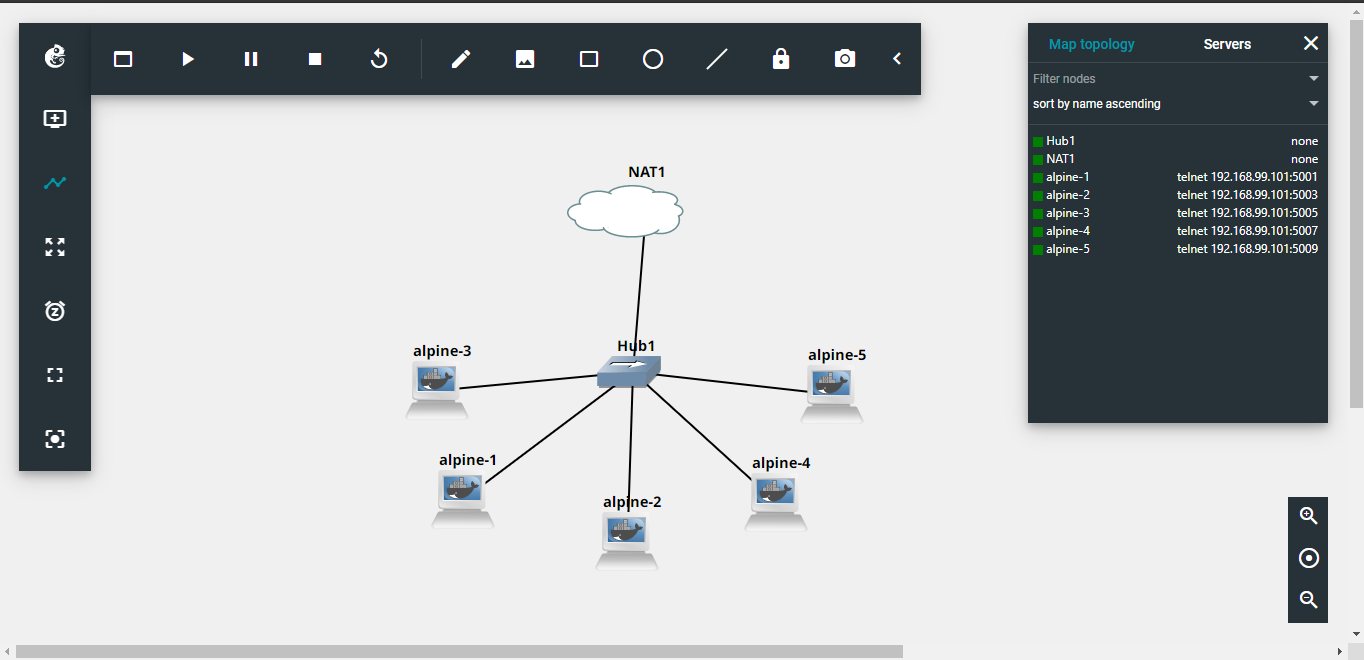 Map topology Servers
Filter nodes
sort by name ascending
Hub1 none
NAT1 none
alpine-1 telnet 192.168.99.101:5001
alpine-2 telnet 192.168.99.101:5003
alpine-3 telnet 192.168.99.101:5005
alpine-4 telnet 192.168.99.101:5007
alpine-5 telnet 192.168.99.101:5009
NAT1
Hub1
alpine-3
alpine-5
alpine-1
alpine-4
alpine-2